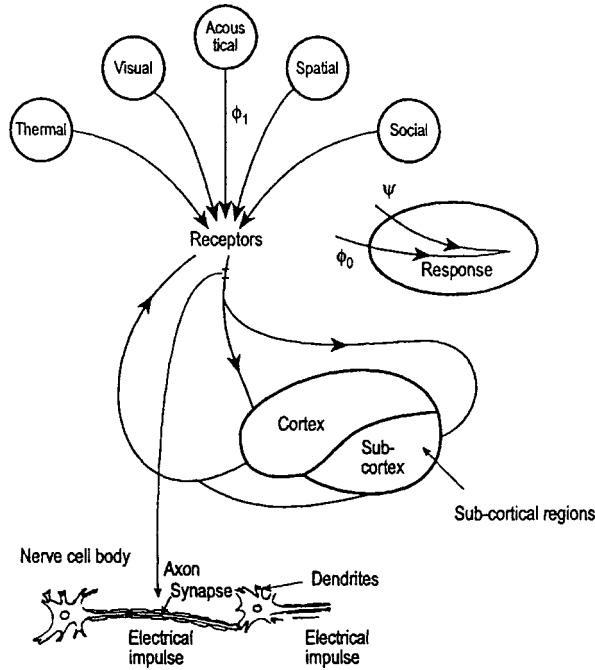 Acous
tical
Visual
Spatial
Thermal
Social
ϕ1
Receptors
ψ
ϕ0
Response
Cortex
Sub-
cortex
Sub-cortical regions
Nerve cell body
Axon
Synapse
Dendrites
Electrical
impulse
Electrical
impulse